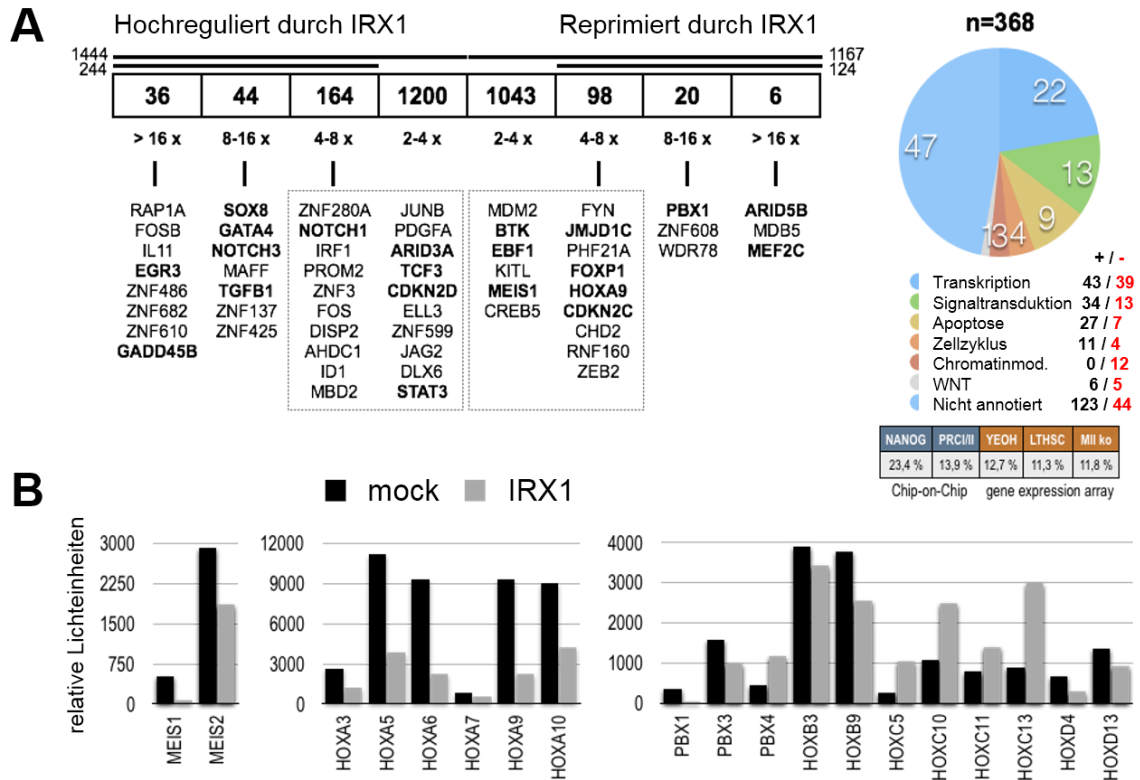 A
Hochreguliert durch IRX1
Reprimiert durch IRX1
1444
1167
244
124
36 44 164 1200 1043 98 20 6
> 16 x 8-16 x 4-8 x 2-4 x 2-4 x 4-8 x 8-16 x > 16 x
RAP1A
FOSB
IL11
EGR3
ZNF486
ZNF682
ZNF610
GADD45B
SOX8
GATA4
NOTCH3
MAFF
TGFB1
ZNF137
ZNF425
ZNF280A
NOTCH1
IRF1
PROM2
ZNF3
FOS
DISP2
AHDC1
ID1
MBD2
JUNB
PDGFA
ARID3A
TCF3
CDKN2D
ELL3
ZNF599
JAG2
DLX6
STAT3
MDM2
BTK
EBF1
KITL
MEIS1
CREB5
FYN
JMJD1C
PHF21A
FOXP1
HOXA9
CDKN2C
CHD2
RNF160
ZEB2
PBX1
ZNF608
WDR78
ARID5B
MDB5
MEF2C
n=368
22
13
9
4
3
1
47
+ / -
Transkription 43 / 39
Signaltransduktion 34 / 13
Apoptose 27 / 7
Zellzyklus 11 / 4
Chromatinmod. 0 / 12
WNT 6 / 5
Nicht annotiert 123 / 44
NANOG PRCI/II YEOH LTHSC Mll ko
23,4 % 13,9 % 12,7 % 11,3 % 11,8 %
Chip-on-Chip gene expression array
B
mock IRX1
relative Lichteinheiten
3000
2250
1500
750
0
MEIS1 MEIS2
12000
9000
6000
3000
0
HOXA3 HOXA5 HOXA6 HOXA7 HOXA9 HOXA10
4000
3000
2000
1000
0
PBX1 PBX3 PBX4 HOXB3 HOXB9 HOXC5 HOXC10 HOXC11 HOXC13 HOXD4 HOXD13